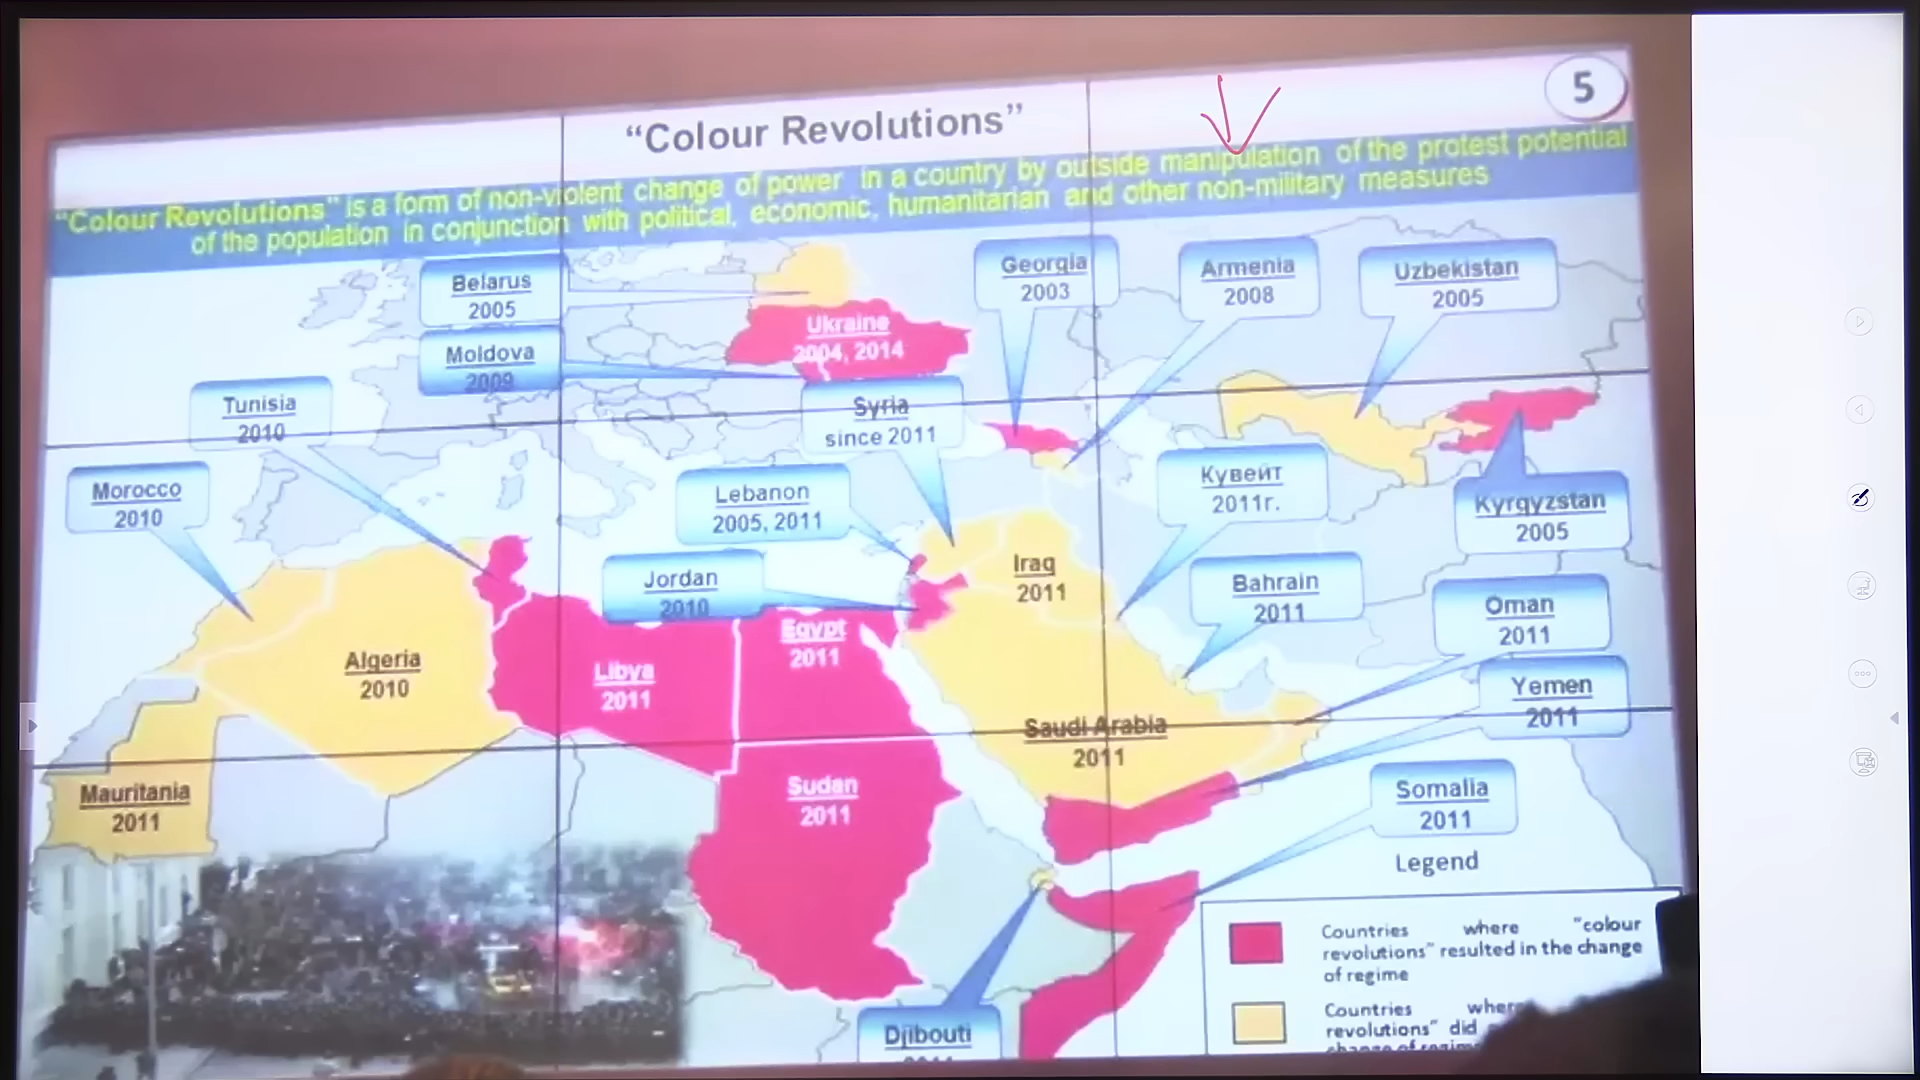 5
“Colour Revolutions”
“Colour Revolutions” is a form of non-violent change of power in a country by outside manipulation of the protest potential
of the population in conjunction with political, economic, humanitarian and other non-military measures
Belarus
2005
Georgia
2003
Armenia
2008
Uzbekistan
2005
Ukraine
2004, 2014
Moldova
2009
Tunisia
2010
Syria
since 2011
Morocco
2010
Lebanon
2005, 2011
Кувейт
2011г.
Kyrgyzstan
2005
Jordan
2010
Iraq
2011
Bahrain
2011
Oman
2011
Egypt
2011
Algeria
2010
Libya
2011
Yemen
2011
Saudi Arabia
2011
Mauritania
2011
Sudan
2011
Somalia
2011
Legend
Countries where “colour
revolutions” resulted in the change
of regime
Countries
revolutions” did
change of regime
Djibouti